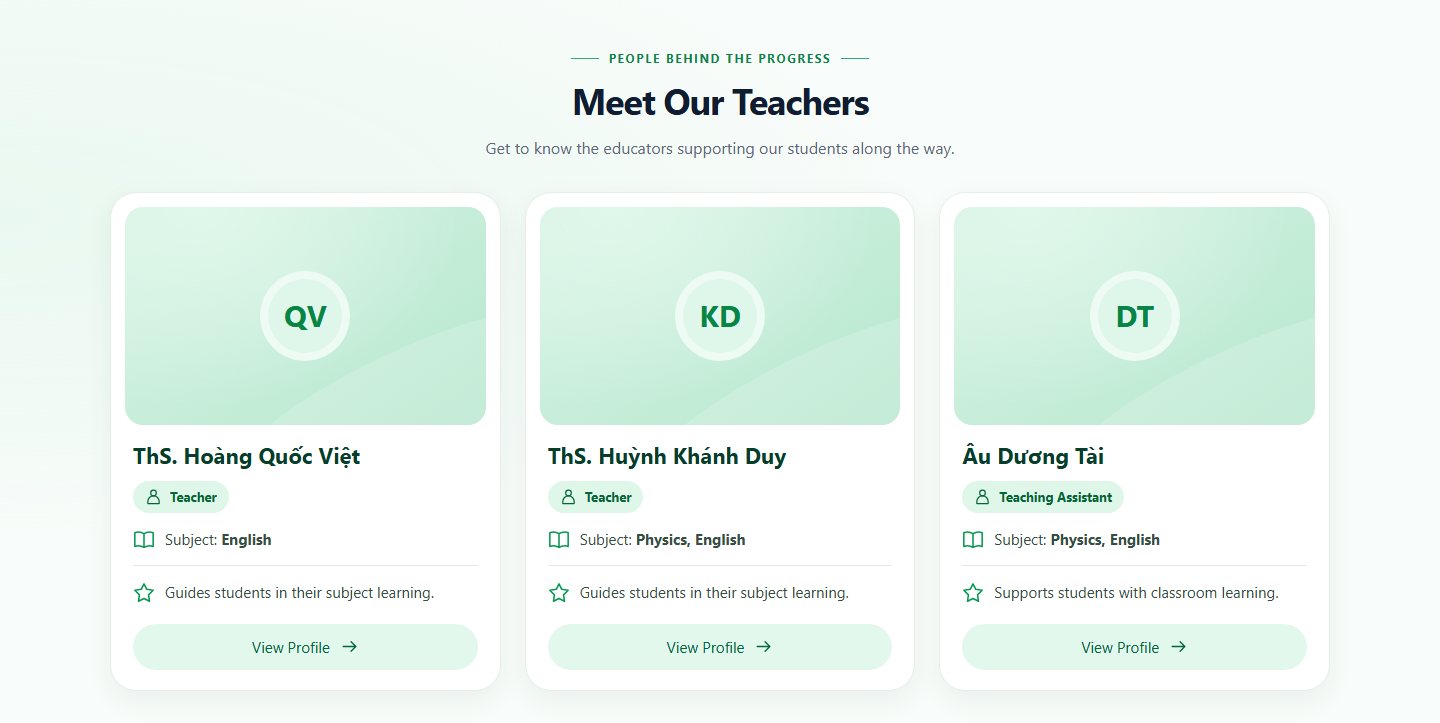 PEOPLE BEHIND THE PROGRESS
Meet Our Teachers
Get to know the educators supporting our students along the way.
QV
ThS. Hoàng Quốc Việt
Teacher
Subject: English
Guides students in their subject learning.
View Profile →
KD
ThS. Huỳnh Khánh Duy
Teacher
Subject: Physics, English
Guides students in their subject learning.
View Profile →
DT
Âu Dương Tài
Teaching Assistant
Subject: Physics, English
Supports students with classroom learning.
View Profile →